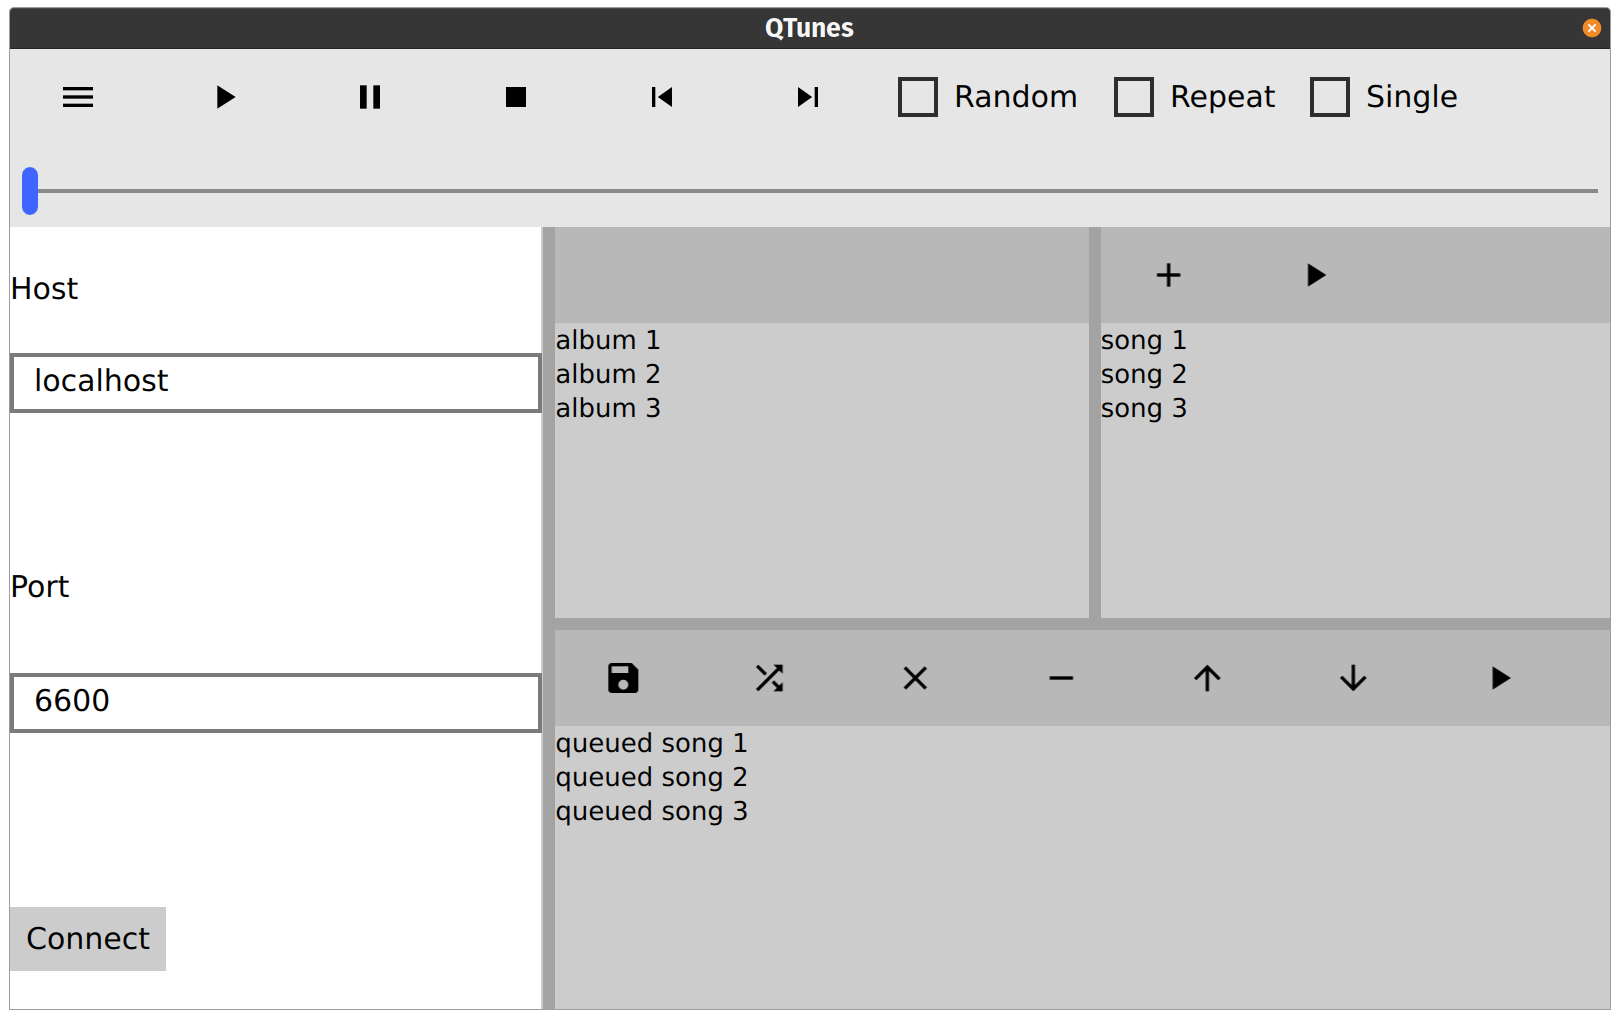 QTunes
Random Repeat Single
Host
localhost
Port
6600
Connect
album 1
album 2
album 3
song 1
song 2
song 3
queued song 1
queued song 2
queued song 3